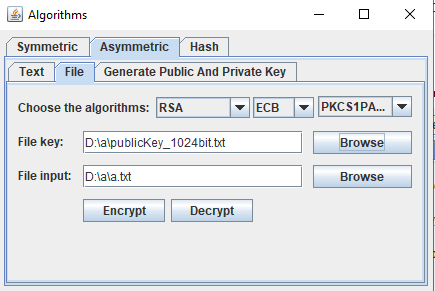 Algorithms
Symmetric Asymmetric Hash
Text File Generate Public And Private Key
Choose the algorithms: RSA ECB PKCS1PA...
File key: D:\a\publicKey_1024bit.txt Browse
File input: D:\a\a.txt Browse
Encrypt Decrypt